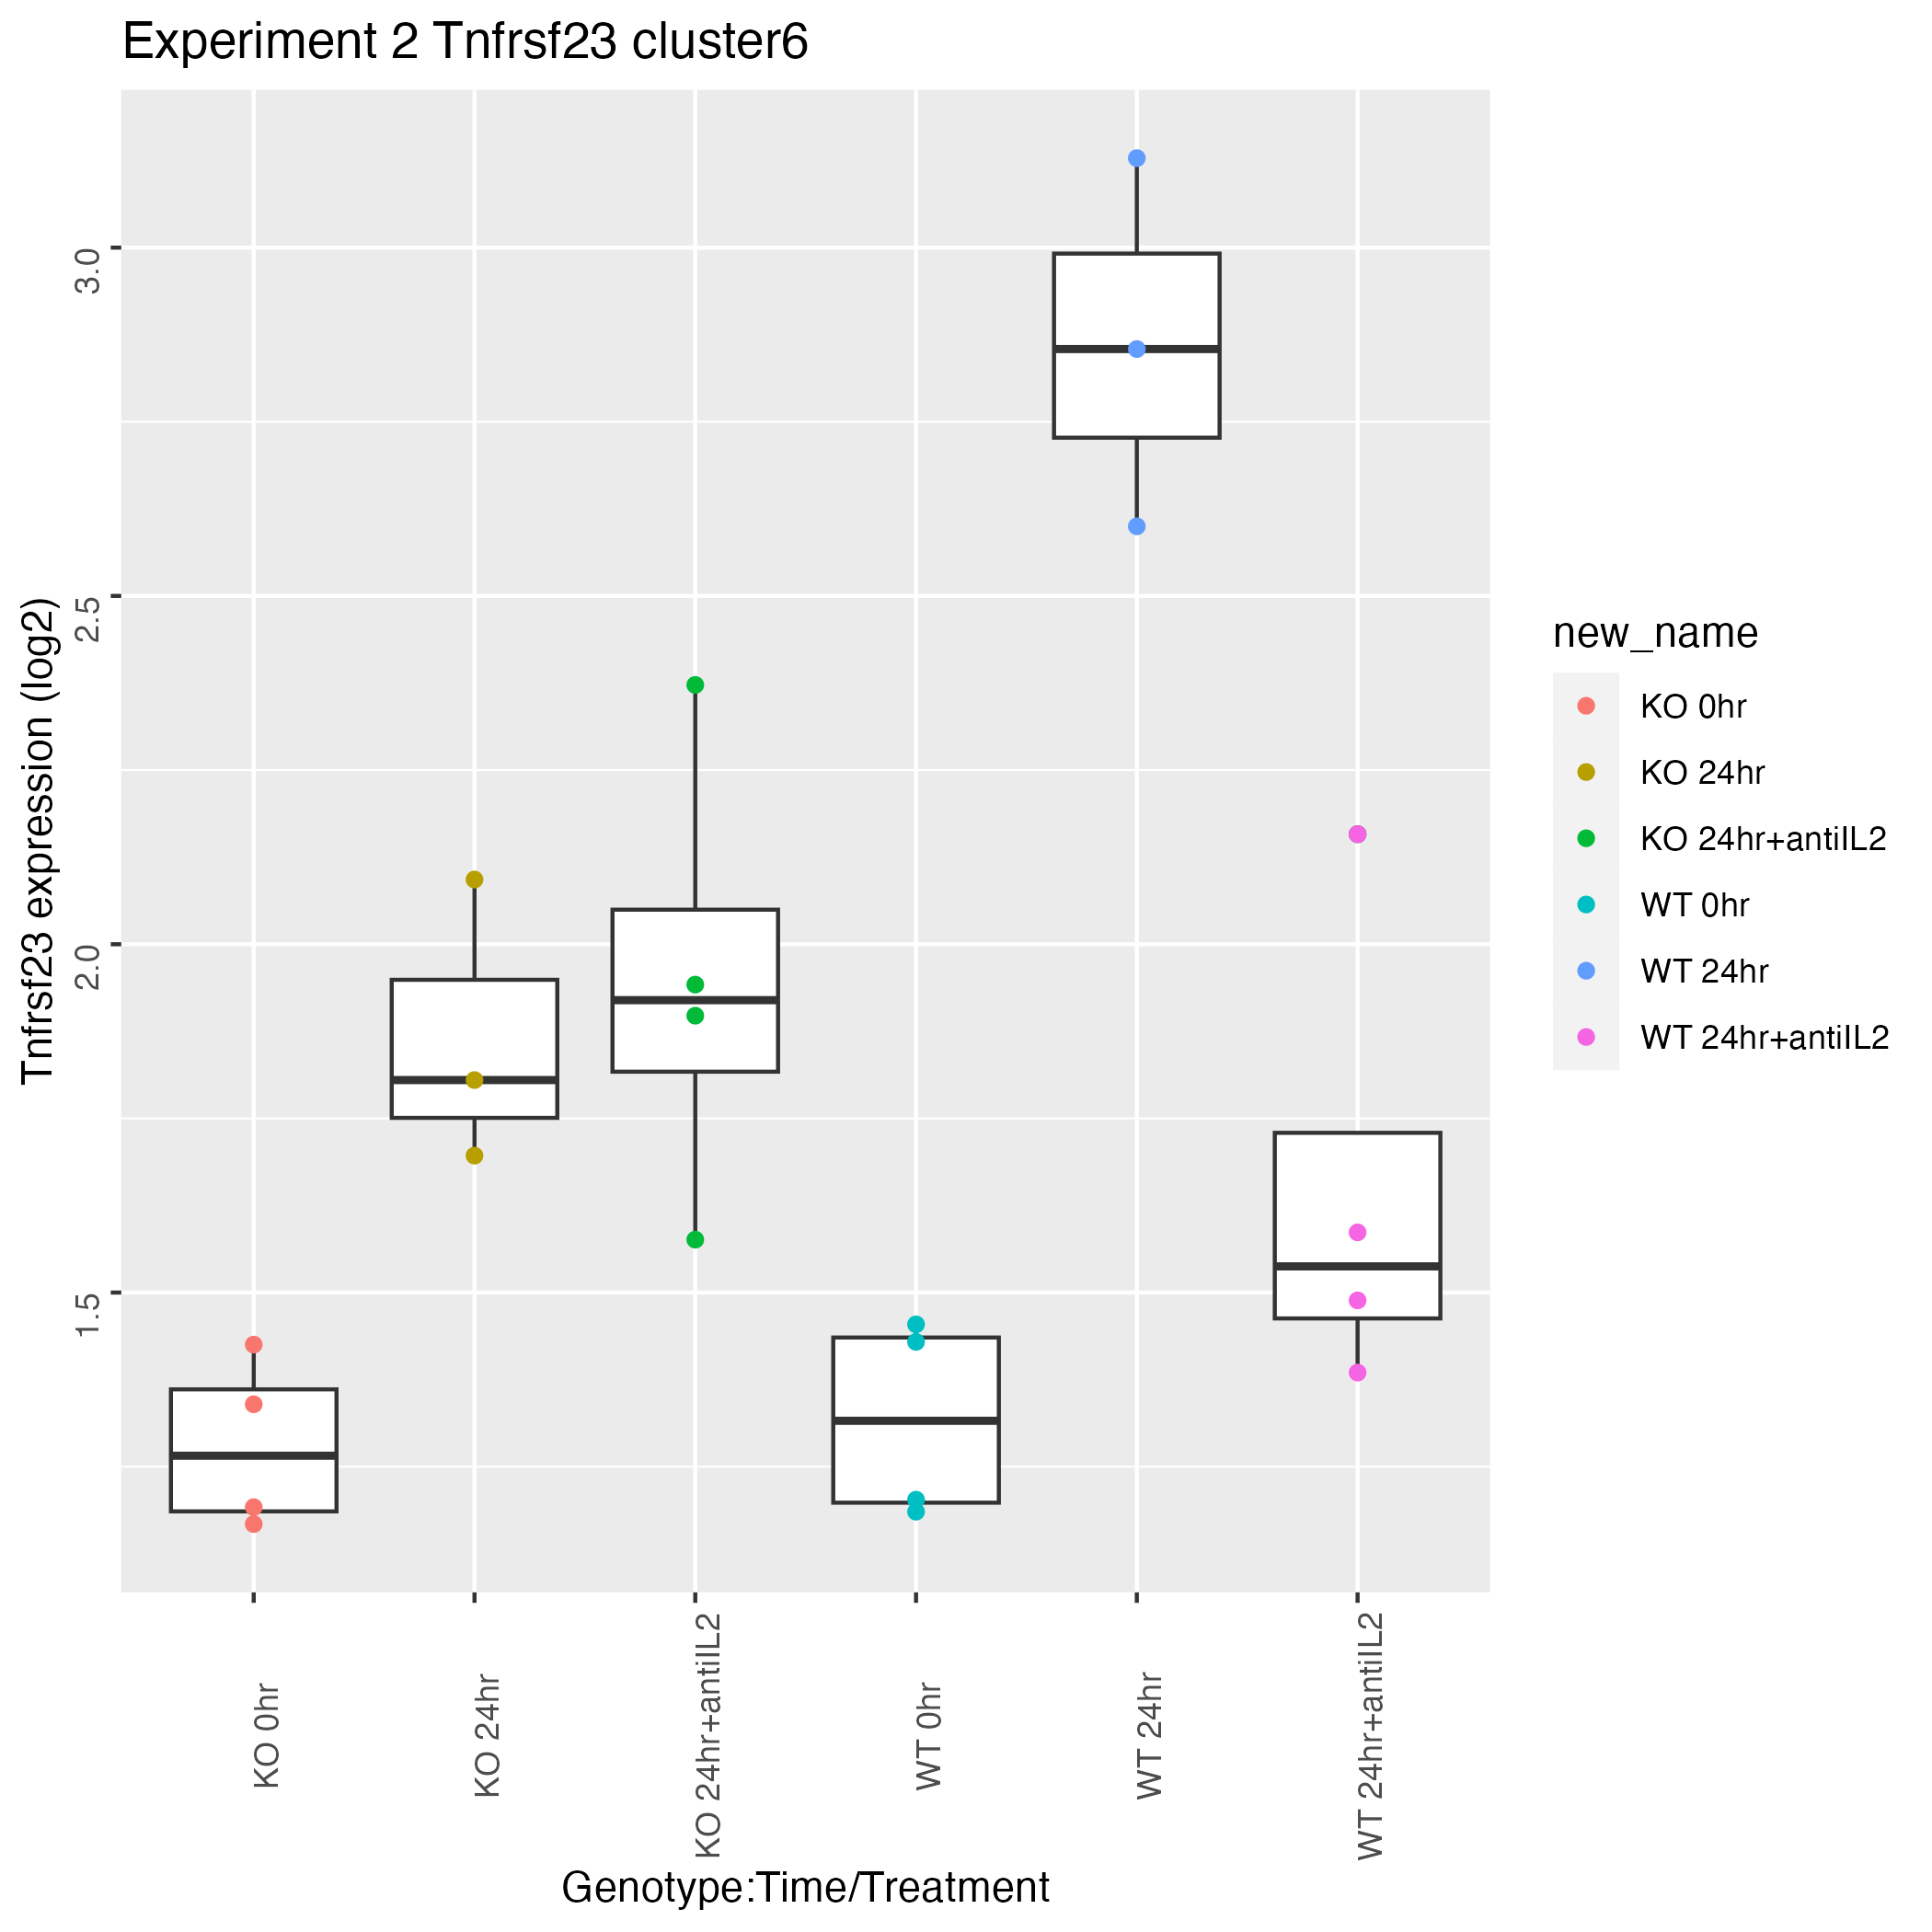 Experiment 2 Tnfrsf23 cluster6
Tnfrsf23 expression (log2)
3.0
2.5
2.0
1.5
KO 0hr
KO 24hr
KO 24hr+antiIL2
WT 0hr
WT 24hr
WT 24hr+antiIL2
Genotype:Time/Treatment
new_name
KO 0hr
KO 24hr
KO 24hr+antiIL2
WT 0hr
WT 24hr
WT 24hr+antiIL2